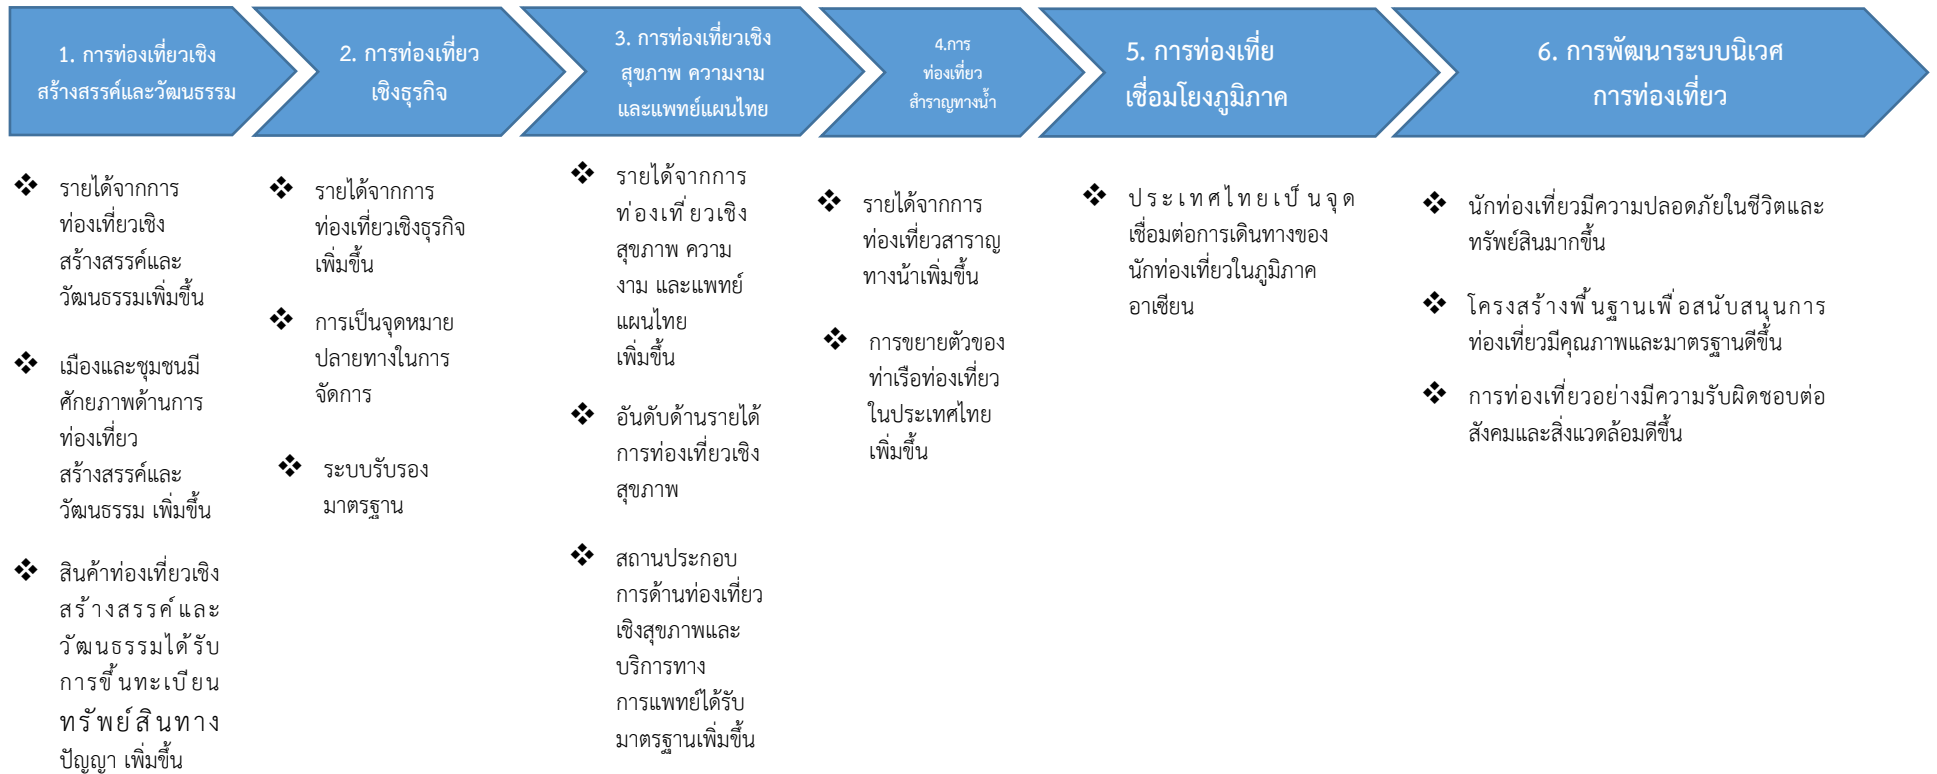 1. การท่องเที่ยวเชิง
สร้างสรรค์และวัฒนธรรม
2. การท่องเที่ยว
เชิงธุรกิจ
3. การท่องเที่ยวเชิง
สุขภาพ ความงาม
และแพทย์แผนไทย
4.การ
ท่องเที่ยว
สำราญทางน้ำ
5. การท่องเที่ย
เชื่อมโยงภูมิภาค
6. การพัฒนาระบบนิเวศ
การท่องเที่ยว
❖ รายได้จากการ
ท่องเที่ยวเชิง
สร้างสรรค์และ
วัฒนธรรมเพิ่มขึ้น
❖ เมืองและชุมชนมี
ศักยภาพด้านการ
ท่องเที่ยว
สร้างสรรค์และ
วัฒนธรรม เพิ่มขึ้น
❖ สินค้าท่องเที่ยวเชิง
สร้างสรรค์และ
วัฒนธรรมได้รับ
การขึ้นทะเบียน
ทรัพย์สินทาง
ปัญญา เพิ่มขึ้น
❖ รายได้จากการ
ท่องเที่ยวเชิงธุรกิจ
เพิ่มขึ้น
❖ การเป็นจุดหมาย
ปลายทางในการ
จัดการ
❖ ระบบรับรอง
มาตรฐาน
❖ รายได้จากการ
ท่องเที่ยวเชิง
สุขภาพ ความ
งาม และแพทย์
แผนไทย
เพิ่มขึ้น
❖ อันดับด้านรายได้
การท่องเที่ยวเชิง
สุขภาพ
❖ สถานประกอบ
การด้านท่องเที่ยว
เชิงสุขภาพและ
บริการทาง
การแพทย์ได้รับ
มาตรฐานเพิ่มขึ้น
❖ รายได้จากการ
ท่องเที่ยวสาราญ
ทางน้าเพิ่มขึ้น
❖ การขยายตัวของ
ท่าเรือท่องเที่ยว
ในประเทศไทย
เพิ่มขึ้น
❖ ประเทศไทยเป็นจุด
เชื่อมต่อการเดินทางของ
นักท่องเที่ยวในภูมิภาค
อาเซียน
❖ นักท่องเที่ยวมีความปลอดภัยในชีวิตและ
ทรัพย์สินมากขึ้น
❖ โครงสร้างพื้นฐานเพื่อสนับสนุนการ
ท่องเที่ยวมีคุณภาพและมาตรฐานดีขึ้น
❖ การท่องเที่ยวอย่างมีความรับผิดชอบต่อ
สังคมและสิ่งแวดล้อมดีขึ้น